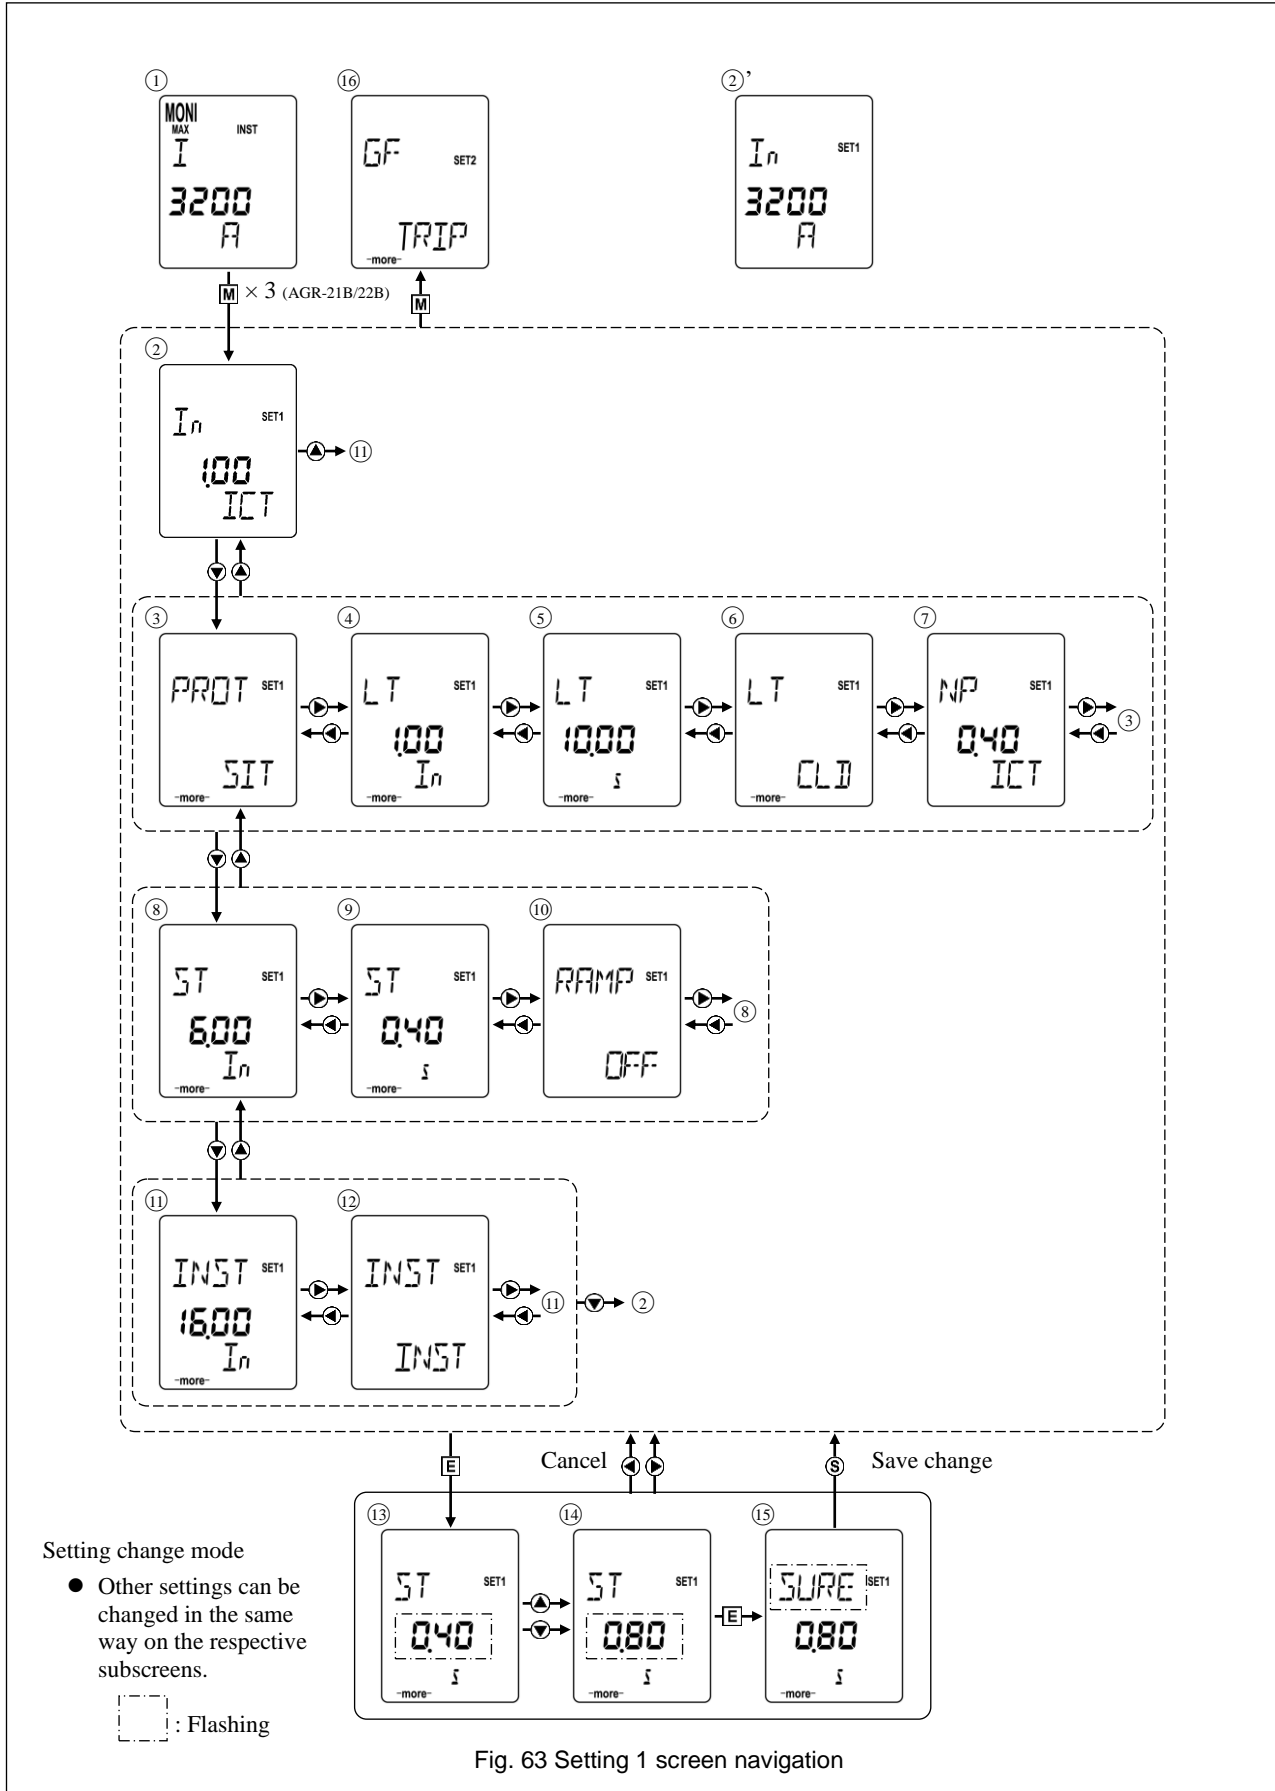 ① ⑯ ②’
MONI
MAX INST
I
3200
A
GF SET2
TRIP
-more-
In SET1
3200
A
M × 3 (AGR-21B/22B)
M
②
In SET1
1.00
ICT
⑪
③ ④ ⑤ ⑥ ⑦
PROT SET1
SIT
-more-
LT SET1
1.00
In
-more-
LT SET1
10.00
s
-more-
LT SET1
CLD
-more-
NP SET1
0.40
ICT
③
⑧ ⑨ ⑩
ST SET1
6.00
In
-more-
ST SET1
0.40
s
-more-
RAMP SET1
OFF
⑧
⑪ ⑫
INST SET1
16.00
In
-more-
INST SET1
INST
⑪
②
E
Cancel
S
Save change
⑬ ⑭ ⑮
ST SET1
0.40
s
-more-
ST SET1
0.80
s
-more-
E
SURE SET1
0.80
s
-more-
Setting change mode
● Other settings can be
changed in the same
way on the respective
subscreens.
: Flashing
Fig. 63 Setting 1 screen navigation